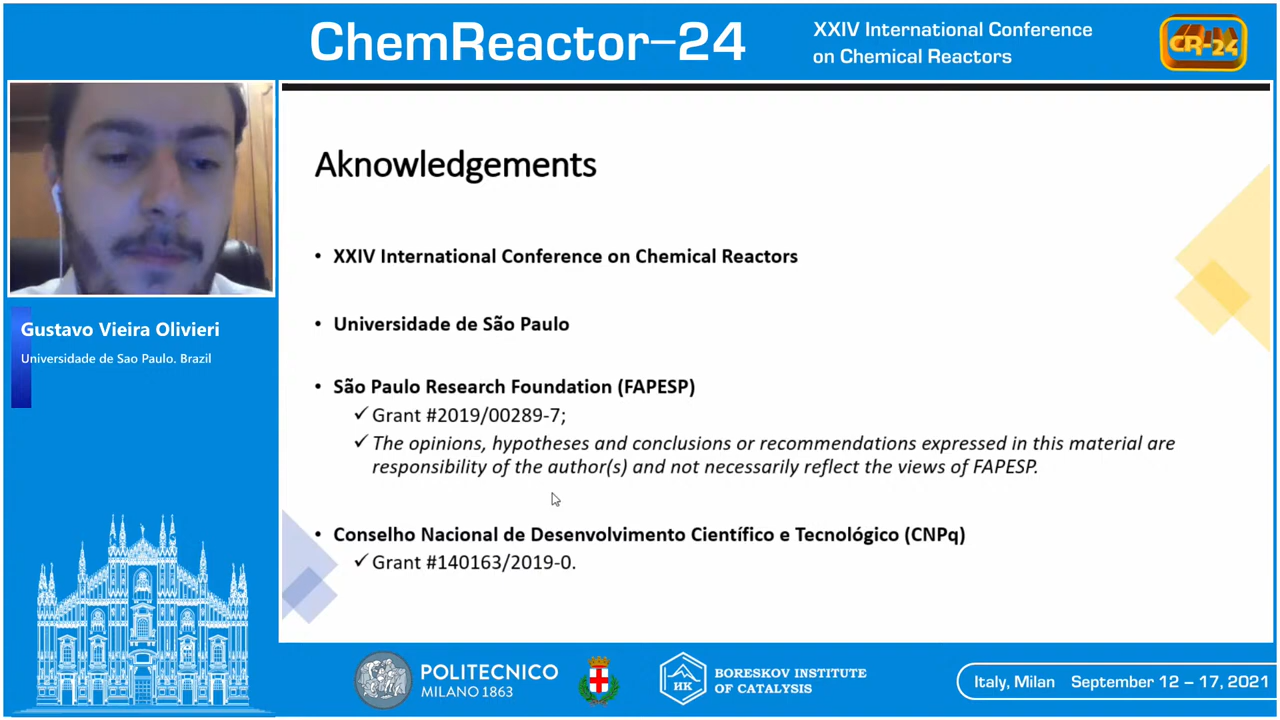 ChemReactor–24
XXIV International Conference
on Chemical Reactors
CR-24
Gustavo Vieira Olivieri
Universidade de Sao Paulo. Brazil
Aknowledgements
• XXIV International Conference on Chemical Reactors
• Universidade de São Paulo
• São Paulo Research Foundation (FAPESP)
✓ Grant #2019/00289-7;
✓ The opinions, hypotheses and conclusions or recommendations expressed in this material are
responsibility of the author(s) and not necessarily reflect the views of FAPESP.
• Conselho Nacional de Desenvolvimento Científico e Tecnológico (CNPq)
✓ Grant #140163/2019-0.
POLITECNICO
MILANO 1863
НК
BORESKOV INSTITUTE
OF CATALYSIS
Italy, Milan September 12 – 17, 2021